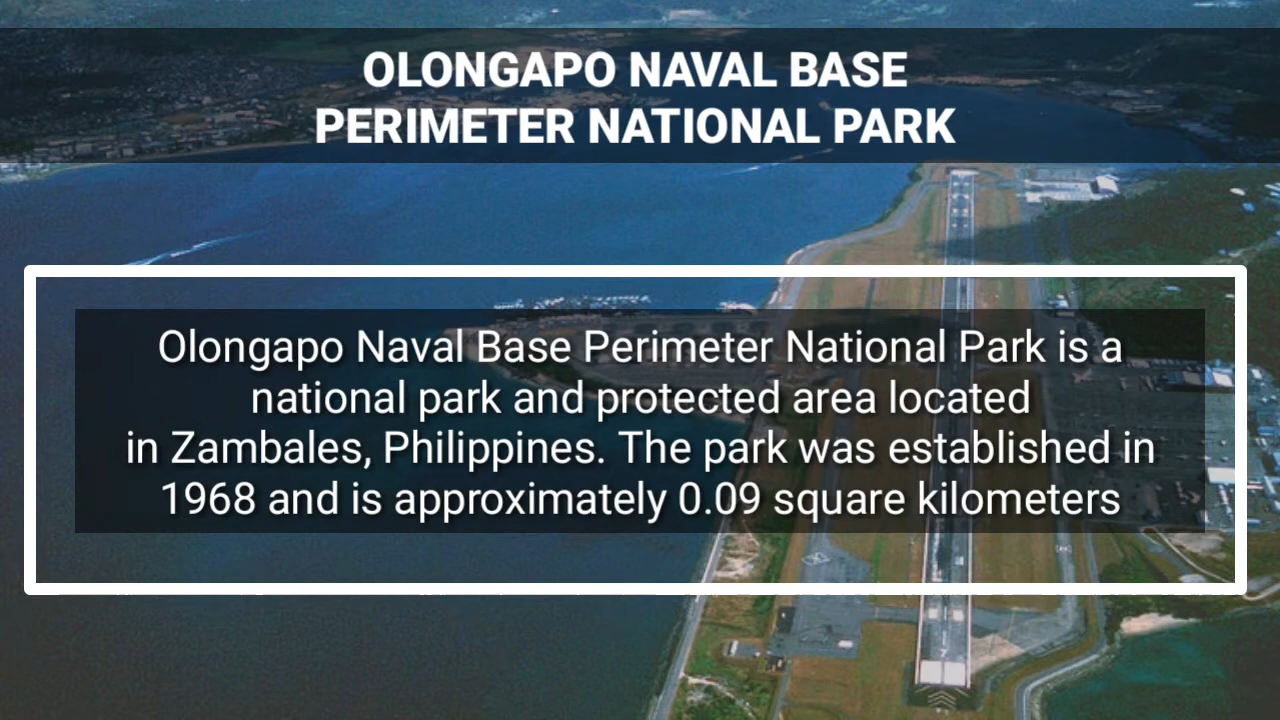 OLONGAPO NAVAL BASE
PERIMETER NATIONAL PARK
Olongapo Naval Base Perimeter National Park is a
national park and protected area located
in Zambales, Philippines. The park was established in
1968 and is approximately 0.09 square kilometers